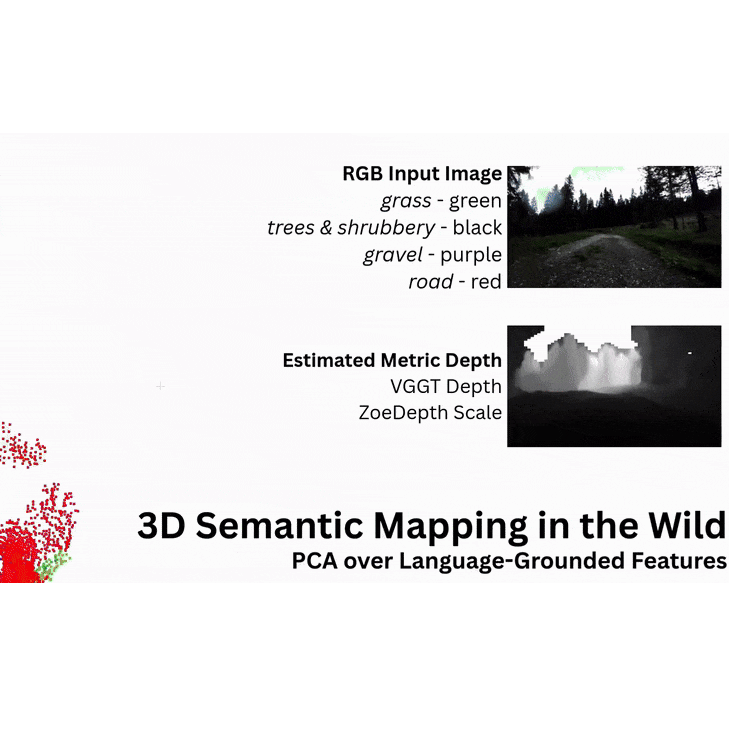 RGB Input Image
grass - green
trees & shrubbery - black
gravel - purple
road - red
Estimated Metric Depth
VGGT Depth
ZoeDepth Scale
3D Semantic Mapping in the Wild
PCA over Language-Grounded Features